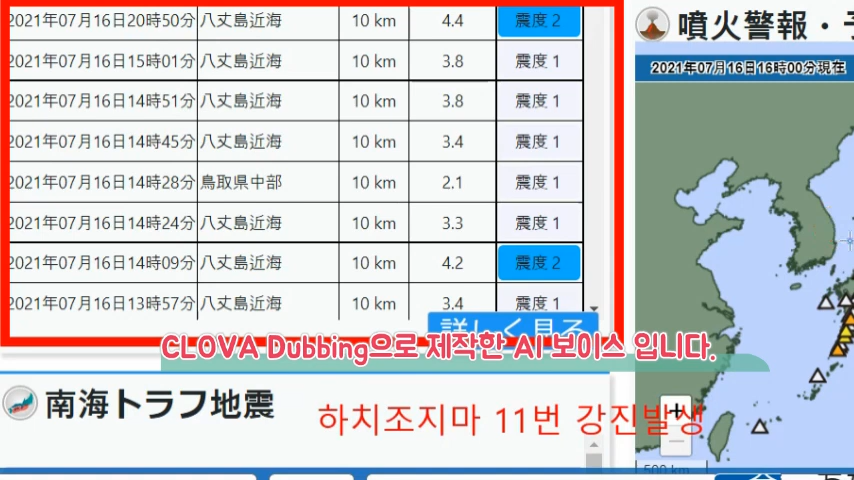 2021年07月16日20時50分 八丈島近海 10 km 4.4 震度 2
2021年07月16日15時01分 八丈島近海 10 km 3.8 震度 1
2021年07月16日14時51分 八丈島近海 10 km 3.8 震度 1
2021年07月16日14時45分 八丈島近海 10 km 3.4 震度 1
2021年07月16日14時28分 鳥取県中部 10 km 2.1 震度 1
2021年07月16日14時24分 八丈島近海 10 km 3.3 震度 1
2021年07月16日14時09分 八丈島近海 10 km 4.2 震度 2
2021年07月16日13時57分 八丈島近海 10 km 3.4 震度 1
詳しく見る
CLOVA Dubbing으로 제작한 AI 보이스 입니다.
南海トラフ地震
하치조지마 11번 강진발생
噴火警報・予
2021年07月16日16時00分現在
+
500 km